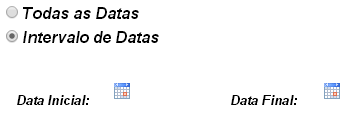 Todas as Datas
Intervalo de Datas
Data Inicial: Data Final: